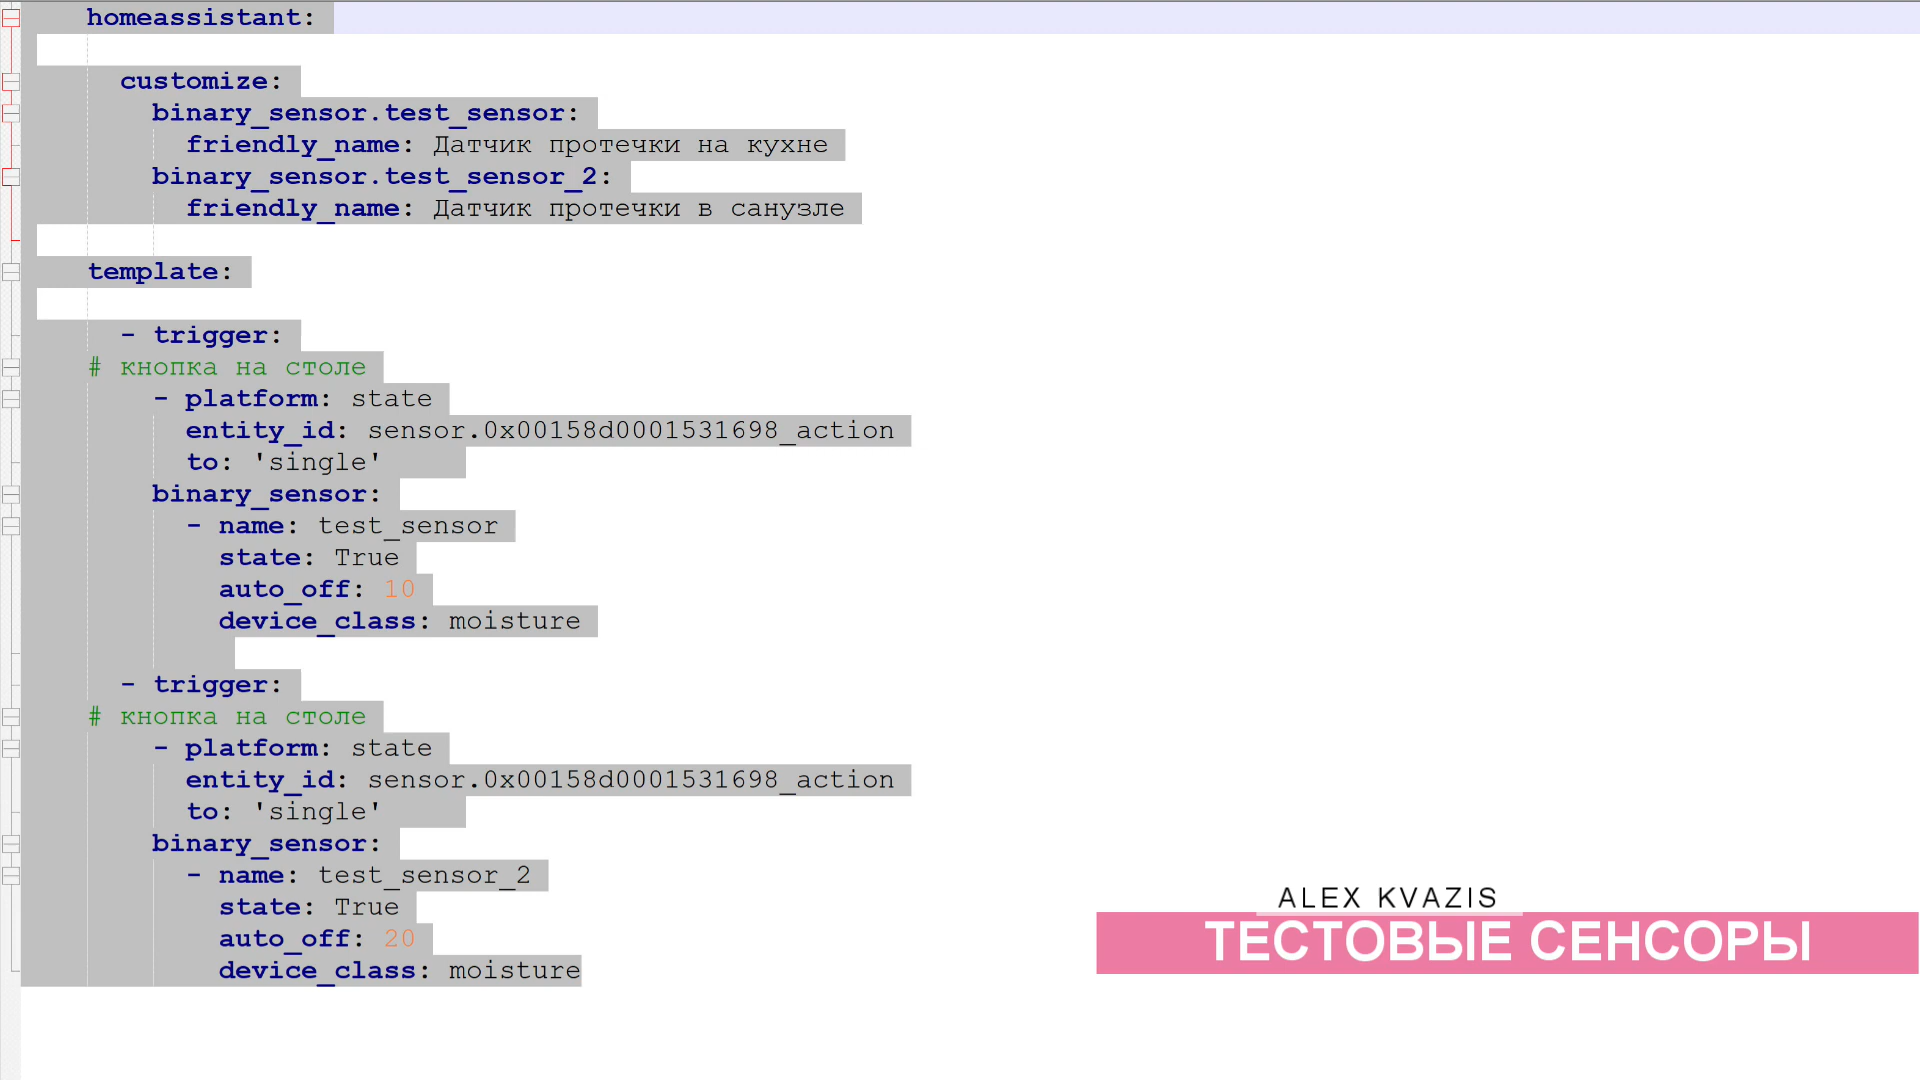 homeassistant:
customize:
binary_sensor.test_sensor:
friendly_name: Датчик протечки на кухне
binary_sensor.test_sensor_2:
friendly_name: Датчик протечки в санузле
template:
- trigger:
# кнопка на столе
- platform: state
entity_id: sensor.0x00158d0001531698_action
to: 'single'
binary_sensor:
- name: test_sensor
state: True
auto_off: 10
device_class: moisture
- trigger:
# кнопка на столе
- platform: state
entity_id: sensor.0x00158d0001531698_action
to: 'single'
binary_sensor:
- name: test_sensor_2
state: True
auto_off: 20
device_class: moisture
ALEX KVAZIS
ТЕСТОВЫЕ СЕНСОРЫ